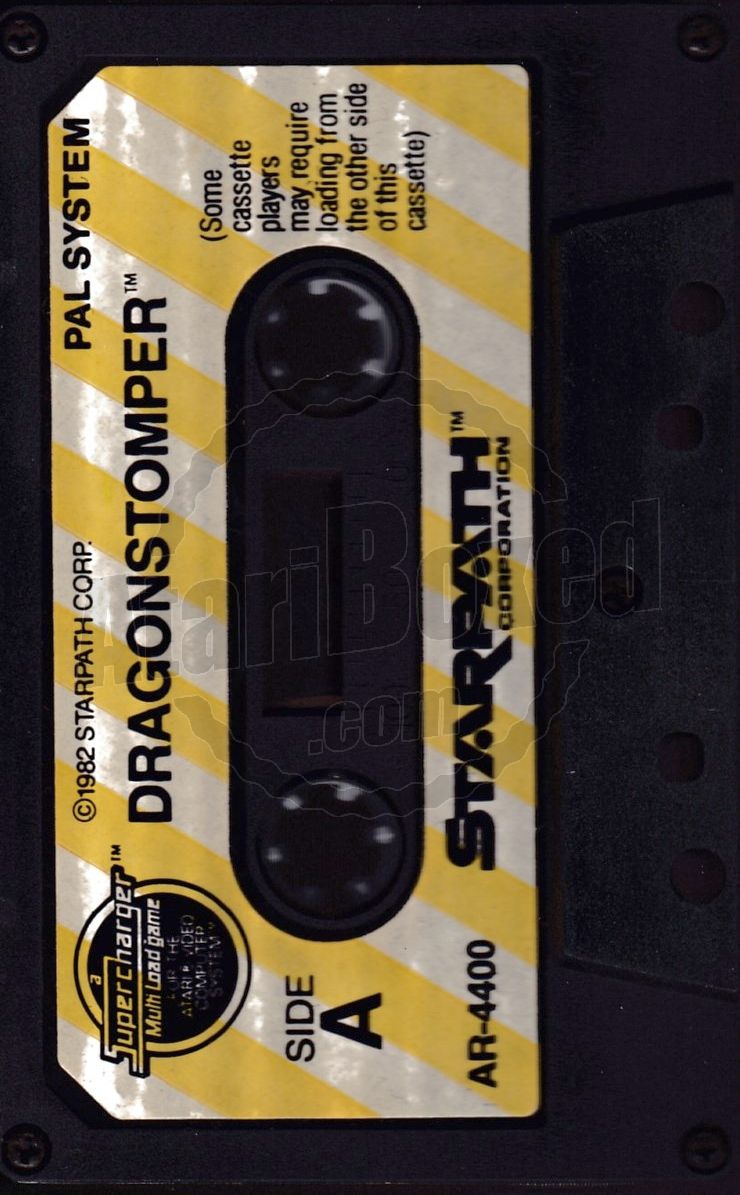 ©1982 STARPATH CORP.
PAL SYSTEM
DRAGONSTOMPER™
a
Supercharger™
Multi Load game
FOR THE
ATARI® VIDEO
COMPUTER
SYSTEM™
(Some
cassette
players
may require
loading from
the other side
of this
cassette)
SIDE
A
STARPATH™
CORPORATION
AR-4400
AtariBoxed
.com